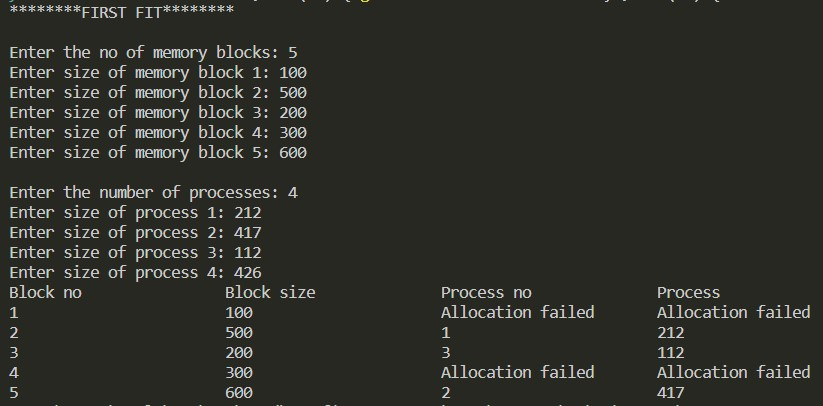 ********FIRST FIT********
Enter the no of memory blocks: 5
Enter size of memory block 1: 100
Enter size of memory block 2: 500
Enter size of memory block 3: 200
Enter size of memory block 4: 300
Enter size of memory block 5: 600
Enter the number of processes: 4
Enter size of process 1: 212
Enter size of process 2: 417
Enter size of process 3: 112
Enter size of process 4: 426
Block no Block size Process no Process
1 100 Allocation failed Allocation failed
2 500 1 212
3 200 3 112
4 300 Allocation failed Allocation failed
5 600 2 417